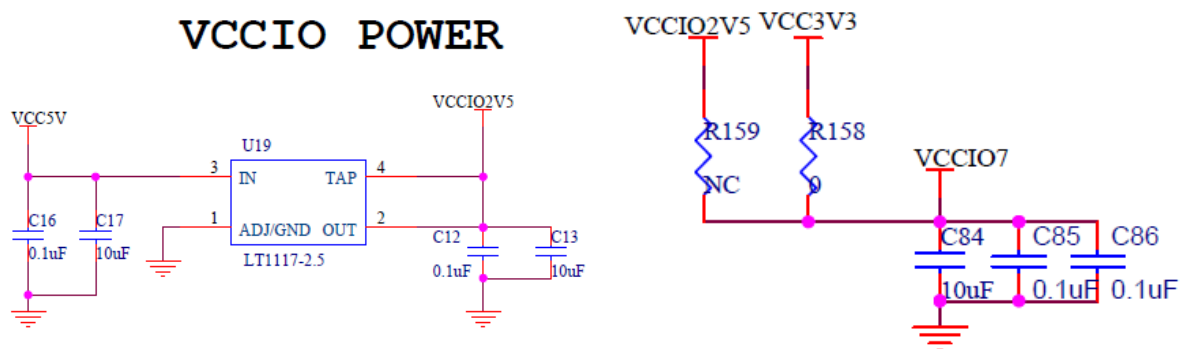 VCCIO POWER
VCC5V
VCCIO2V5
U19
3
IN
TAP
4
1
ADJ/GND
OUT
2
LT1117-2.5
C16
0.1uF
C17
10uF
C12
0.1uF
C13
10uF
VCCIO2V5
VCC3V3
R159
NC
R158
0
VCCIO7
C84
10uF
C85
0.1uF
C86
0.1uF